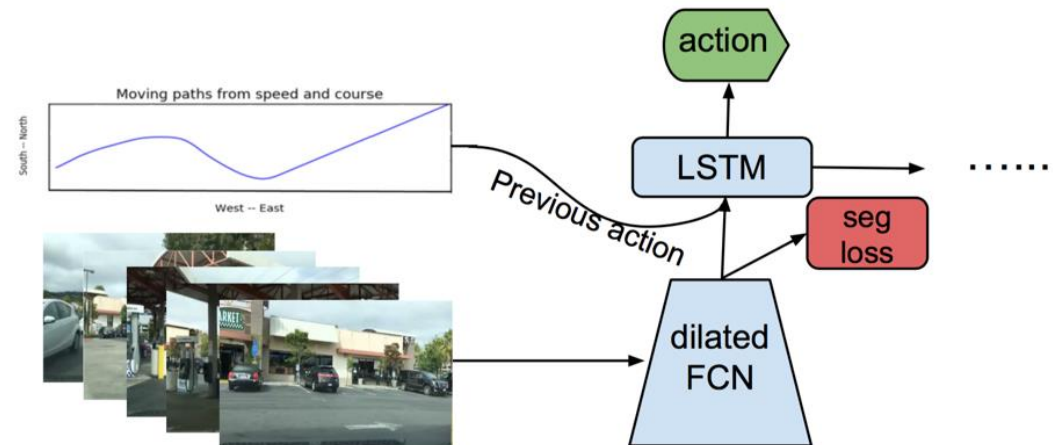 action
Moving paths from speed and course
South -- North
West -- East
LSTM
......
Previous action
seg
loss
MARKET
dilated
FCN